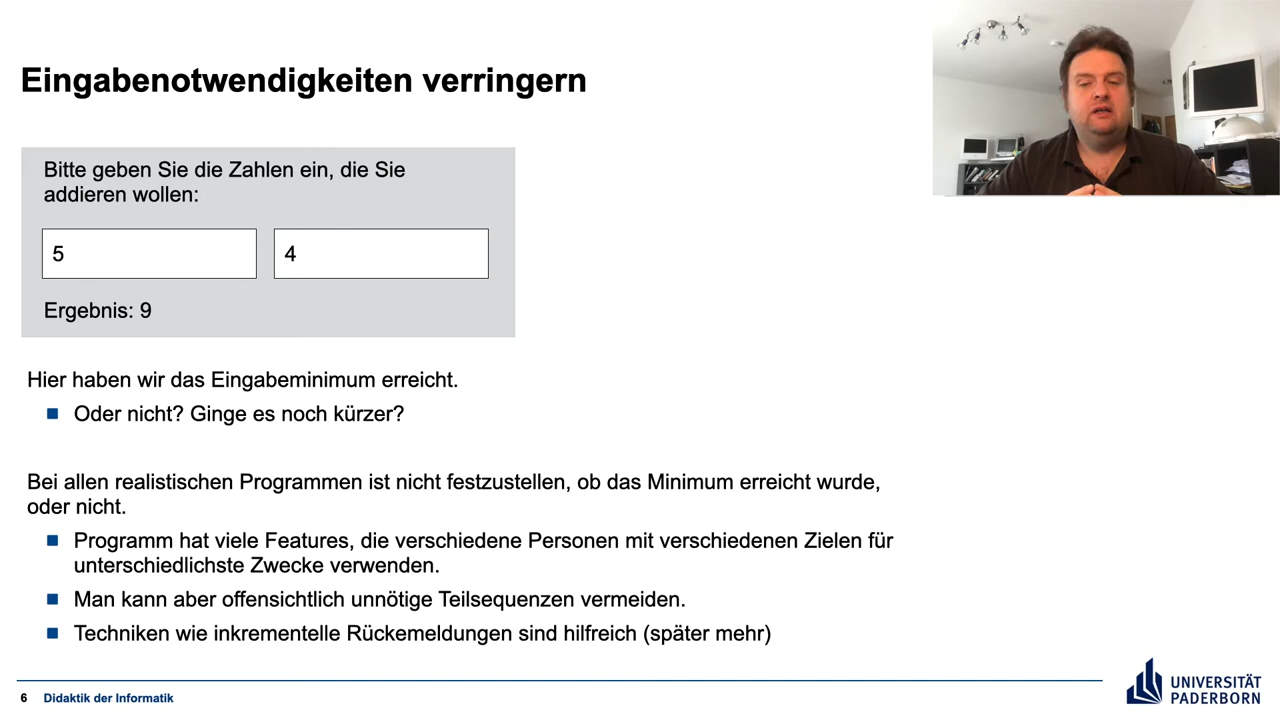 Eingabenotwendigkeiten verringern
Bitte geben Sie die Zahlen ein, die Sie
addieren wollen:
5 4
Ergebnis: 9
Hier haben wir das Eingabeminimum erreicht.
Oder nicht? Ginge es noch kürzer?
Bei allen realistischen Programmen ist nicht festzustellen, ob das Minimum erreicht wurde,
oder nicht.
Programm hat viele Features, die verschiedene Personen mit verschiedenen Zielen für
unterschiedlichste Zwecke verwenden.
Man kann aber offensichtlich unnötige Teilsequenzen vermeiden.
Techniken wie inkrementelle Rückemeldungen sind hilfreich (später mehr)
6 Didaktik der Informatik
UNIVERSITÄT
PADERBORN